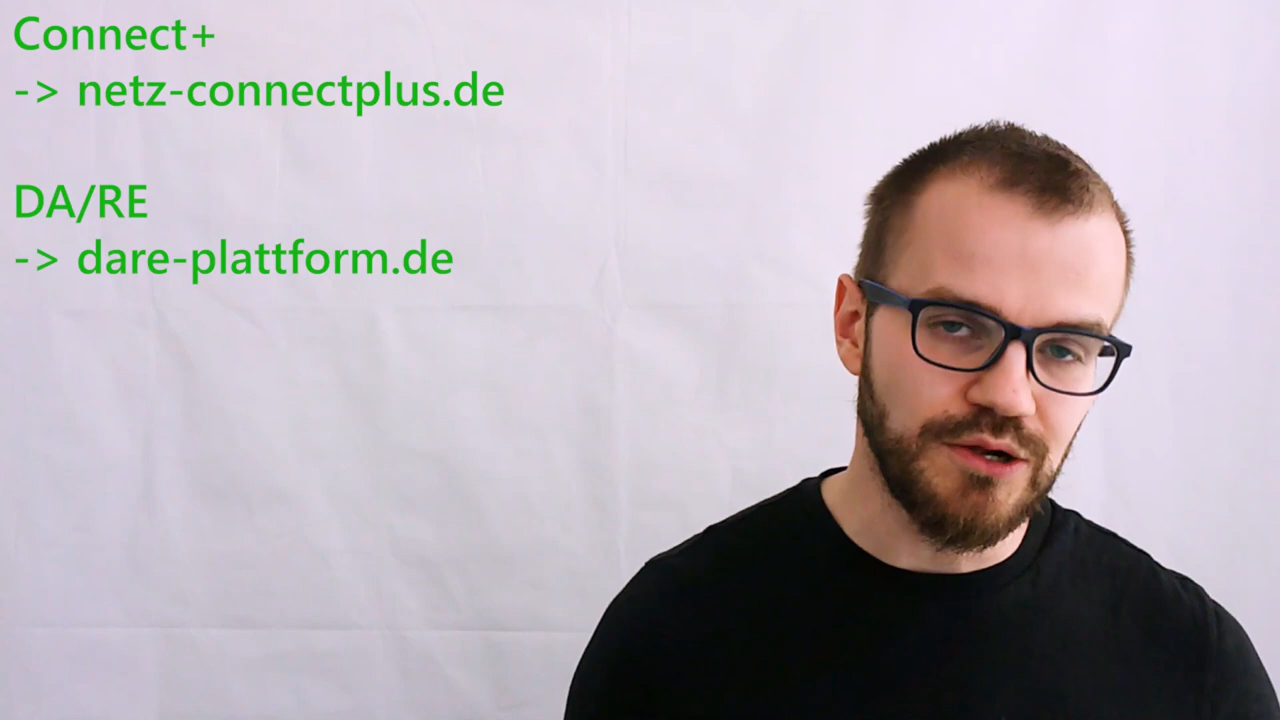 Connect+
-> netz-connectplus.de
DA/RE
-> dare-plattform.de